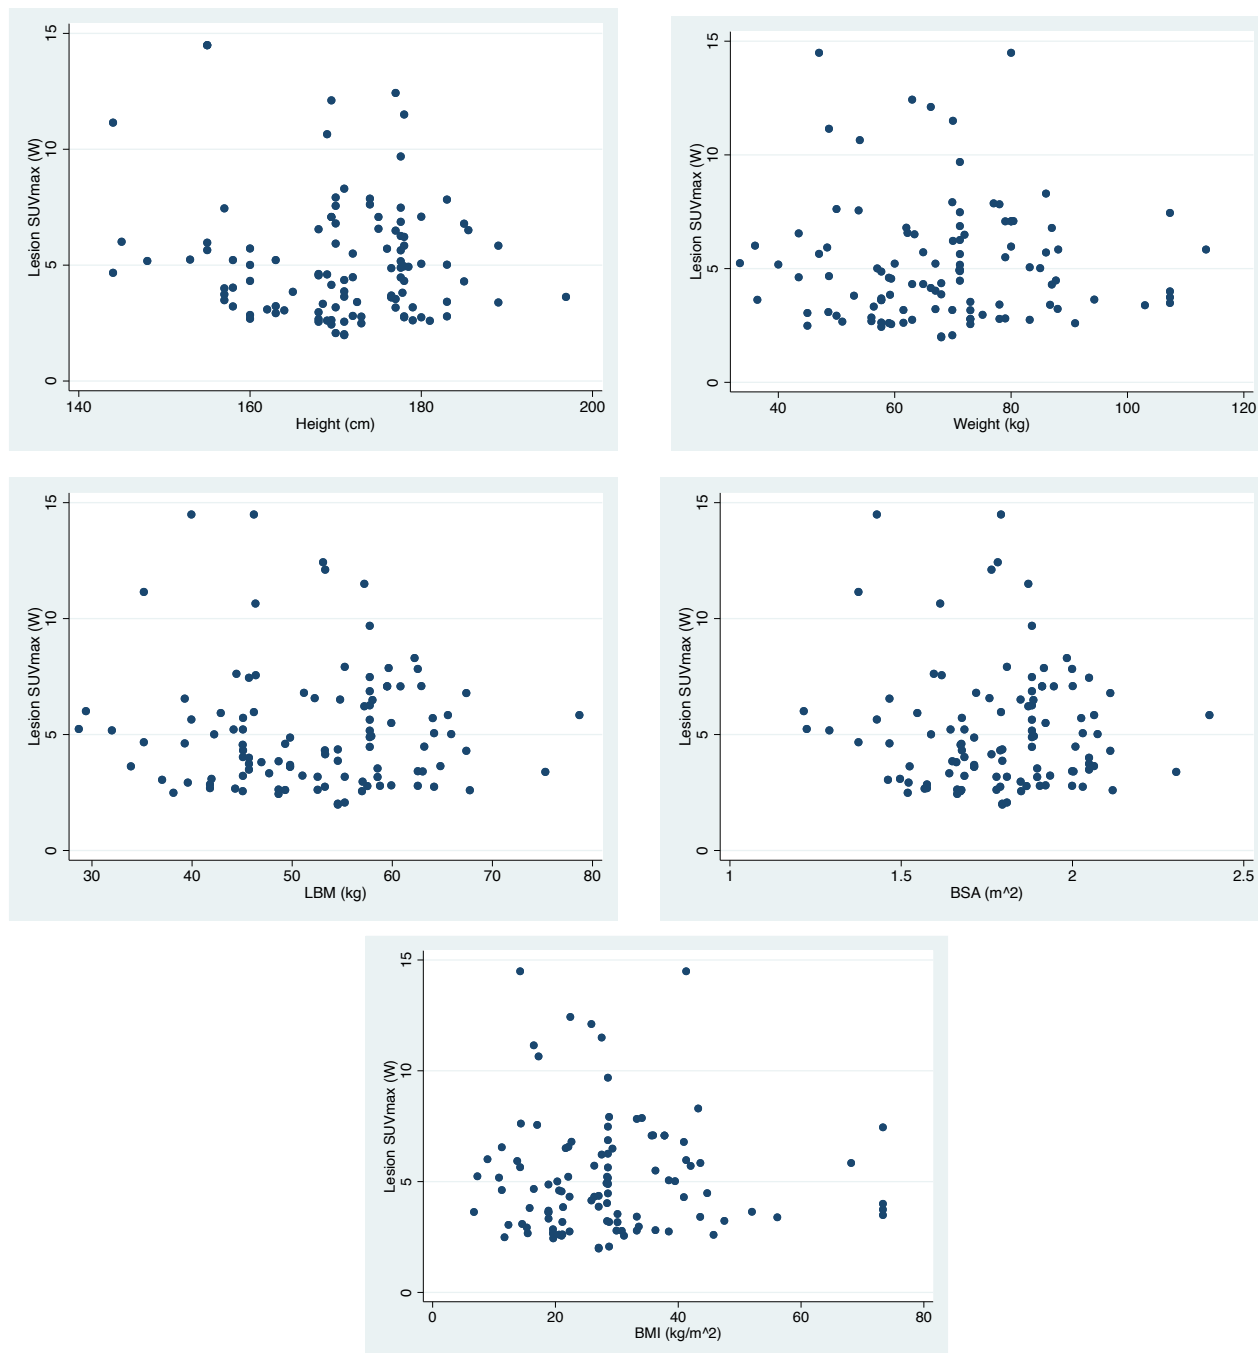 15
10
5
0
Lesion SUVmax (W)
140 160 180 200
Height (cm)
15
10
5
0
Lesion SUVmax (W)
40 60 80 100 120
Weight (kg)
15
10
5
0
Lesion SUVmax (W)
30 40 50 60 70 80
LBM (kg)
15
10
5
0
Lesion SUVmax (W)
1 1.5 2 2.5
BSA (m^2)
15
10
5
0
Lesion SUVmax (W)
0 20 40 60 80
BMI (kg/m^2)